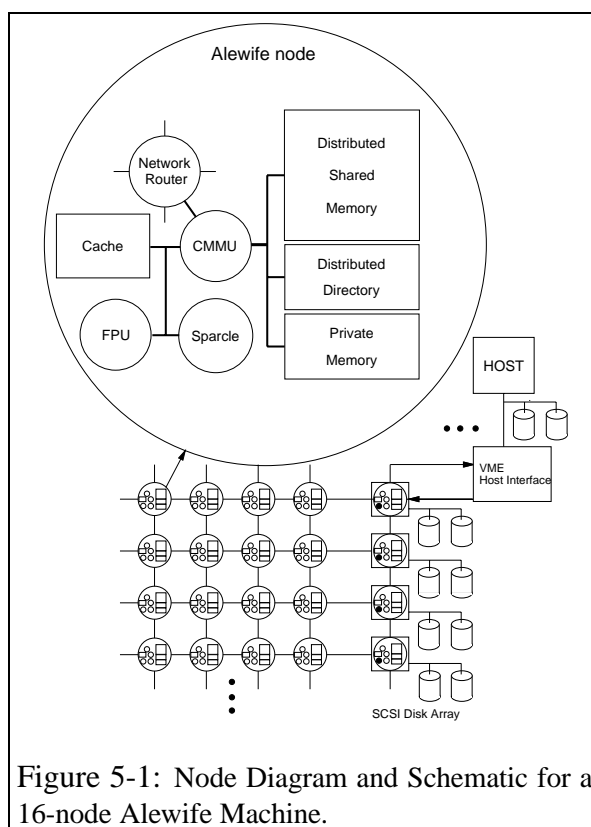 Alewife node
Network
Router
Cache
CMMU
FPU
Sparcle
Distributed
Shared
Memory
Distributed
Directory
Private
Memory
HOST
VME
Host Interface
SCSI Disk Array
Figure 5-1: Node Diagram and Schematic for a
16-node Alewife Machine.